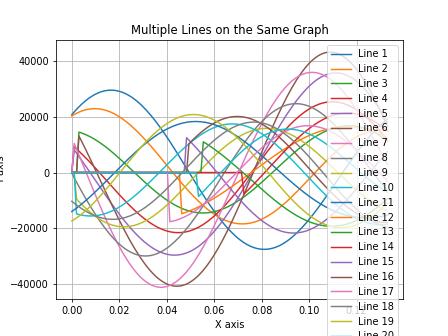 Multiple Lines on the Same Graph
40000
20000
0
−20000
−40000
0.00 0.02 0.04 0.06 0.08 0.10
X axis
axis
Line 1
Line 2
Line 3
Line 4
Line 5
Line 6
Line 7
Line 8
Line 9
Line 10
Line 11
Line 12
Line 13
Line 14
Line 15
Line 16
Line 17
Line 18
Line 19
Line 20